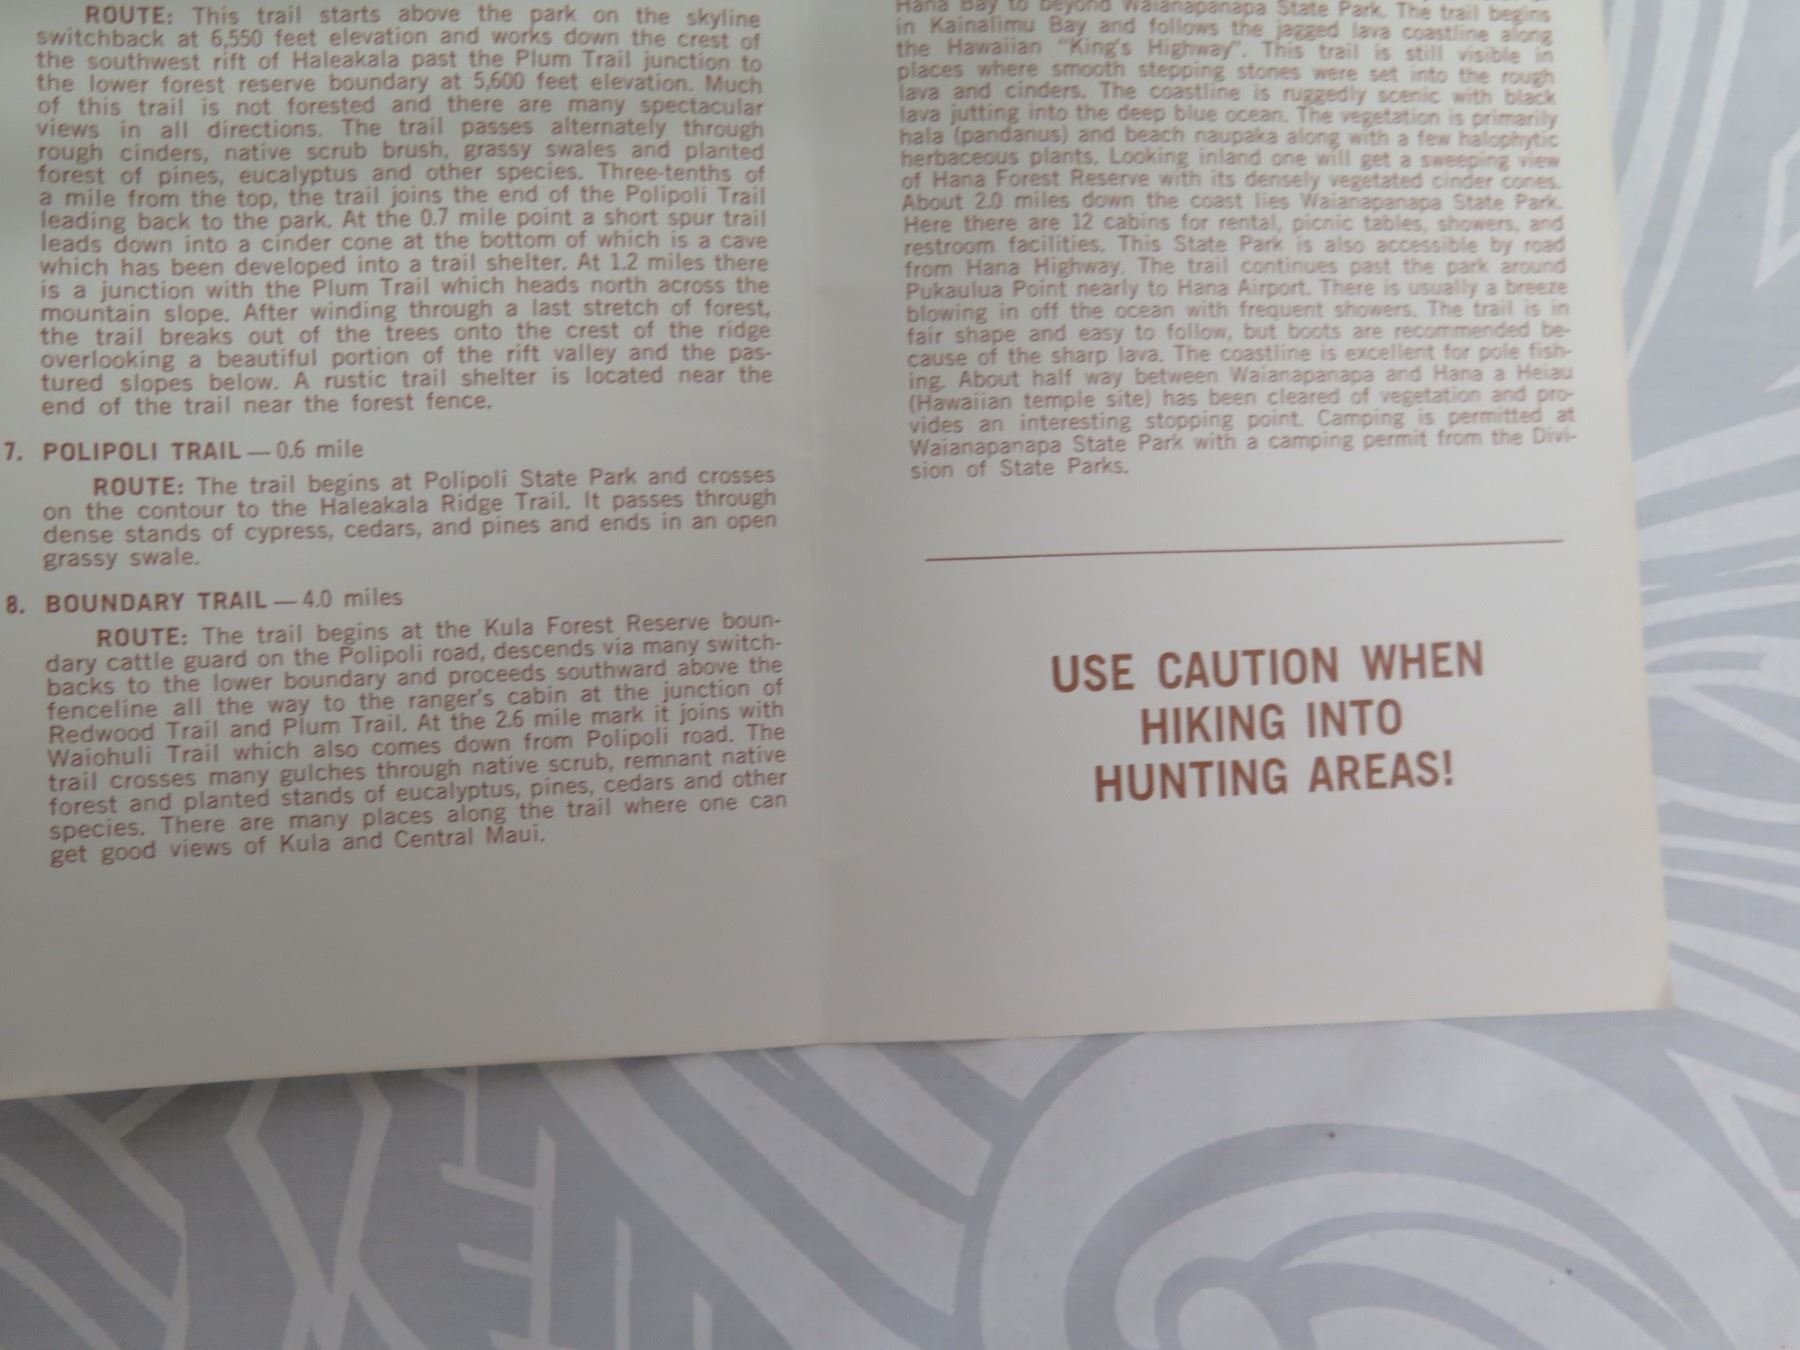 ROUTE: This trail starts above the park on the skyline
switchback at 6,550 feet elevation and works down the crest of
the southwest rift of Haleakala past the Plum Trail junction to
the lower forest reserve boundary at 5,600 feet elevation. Much
of this trail is not forested and there are many spectacular
views in all directions. The trail passes alternately through
rough cinders, native scrub brush, grassy swales and planted
forest of pines, eucalyptus and other species. Three-tenths of
a mile from the top, the trail joins the end of the Polipoli Trail
leading back to the park. At the 0.7 mile point a short spur trail
leads down into a cinder cone at the bottom of which is a cave
which has been developed into a trail shelter. At 1.2 miles there
is a junction with the Plum Trail which heads north across the
mountain slope. After winding through a last stretch of forest,
the trail breaks out of the trees onto the crest of the ridge
overlooking a beautiful portion of the rift valley and the pas-
tured slopes below. A rustic trail shelter is located near the
end of the trail near the forest fence.
7. POLIPOLI TRAIL — 0.6 mile
ROUTE: The trail begins at Polipoli State Park and crosses
on the contour to the Haleakala Ridge Trail. It passes through
dense stands of cypress, cedars, and pines and ends in an open
grassy swale.
8. BOUNDARY TRAIL — 4.0 miles
ROUTE: The trail begins at the Kula Forest Reserve boun-
dary cattle guard on the Polipoli road, descends via many switch-
backs to the lower boundary and proceeds southward above the
fenceline all the way to the ranger's cabin at the junction of
Redwood Trail and Plum Trail. At the 2.6 mile mark it joins with
Waiohuli Trail which also comes down from Polipoli road. The
trail crosses many gulches through native scrub, remnant native
forest and planted stands of eucalyptus, pines, cedars and other
species. There are many places along the trail where one can
get good views of Kula and Central Maui.
Hana Bay to beyond Waianapanapa State Park. The trail begins
in Kainalimu Bay and follows the jagged lava coastline along
the Hawaiian "King's Highway". This trail is still visible in
places where smooth stepping stones were set into the rough
lava and cinders. The coastline is ruggedly scenic with black
lava jutting into the deep blue ocean. The vegetation is primarily
hala (pandanus) and beach naupaka along with a few halophytic
herbaceous plants. Looking inland one will get a sweeping view
of Hana Forest Reserve with its densely vegetated cinder cones.
About 2.0 miles down the coast lies Waianapanapa State Park.
Here there are 12 cabins for rental, picnic tables, showers, and
restroom facilities. This State Park is also accessible by road
from Hana Highway. The trail continues past the park around
Pukaulua Point nearly to Hana Airport. There is usually a breeze
blowing in off the ocean with frequent showers. The trail is in
fair shape and easy to follow, but boots are recommended be-
cause of the sharp lava. The coastline is excellent for pole fish-
ing. About half way between Waianapanapa and Hana a Heiau
(Hawaiian temple site) has been cleared of vegetation and pro-
vides an interesting stopping point. Camping is permitted at
Waianapanapa State Park with a camping permit from the Divi-
sion of State Parks.
USE CAUTION WHEN
HIKING INTO
HUNTING AREAS!